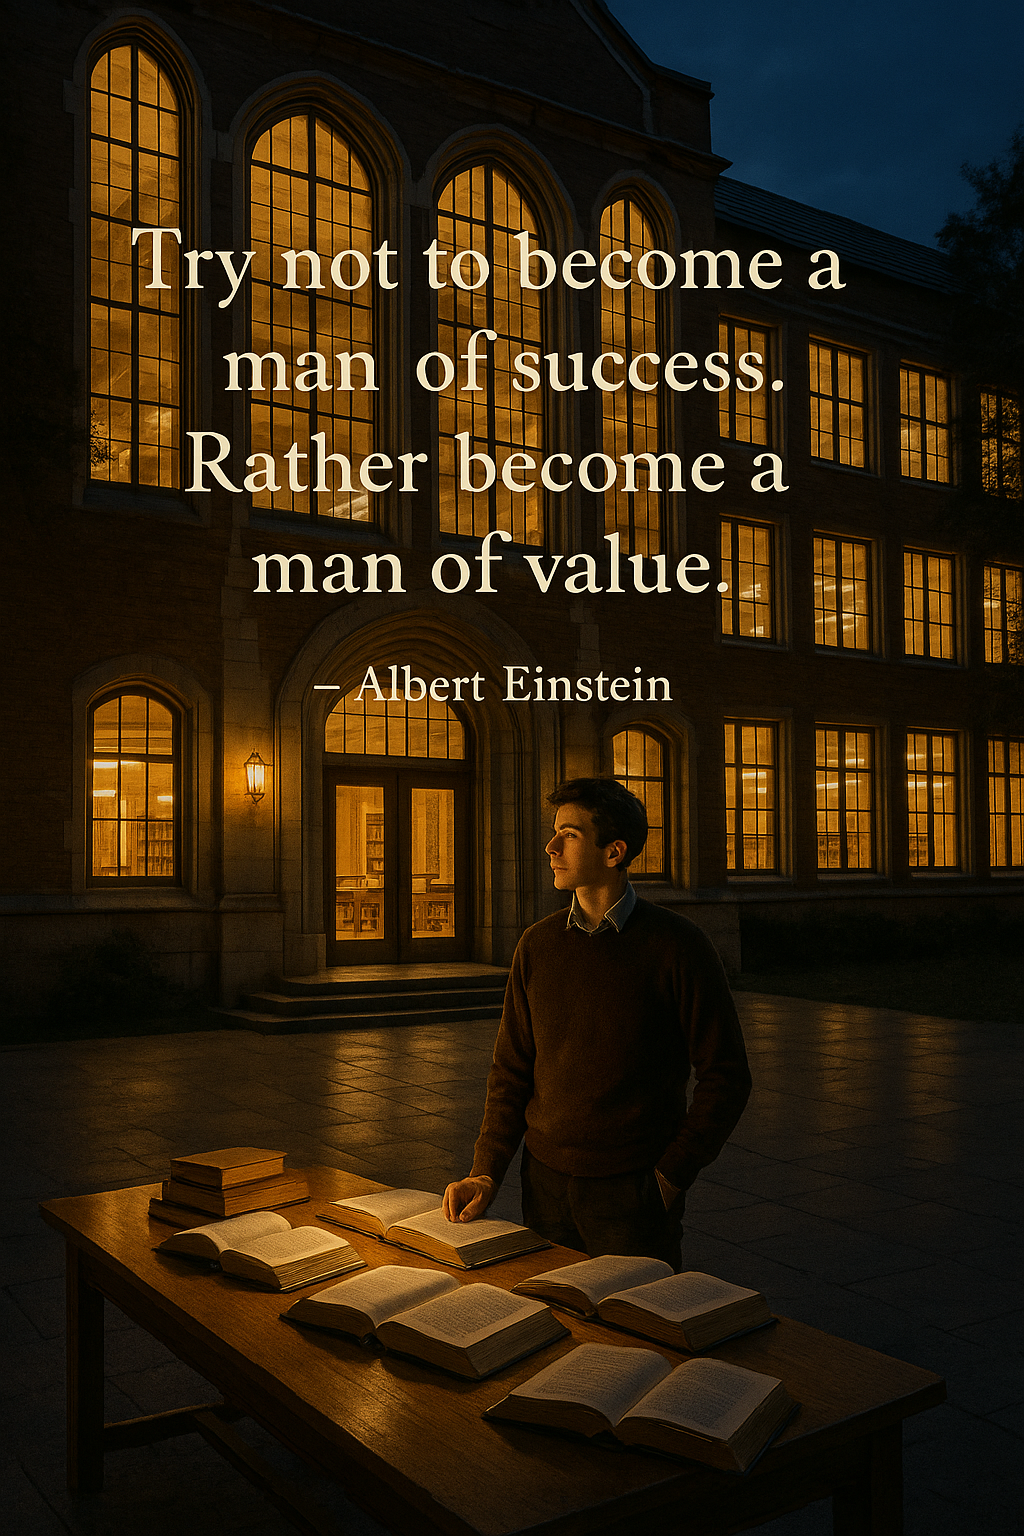 Try not to become a
man of success.
Rather become a
man of value.
– Albert Einstein